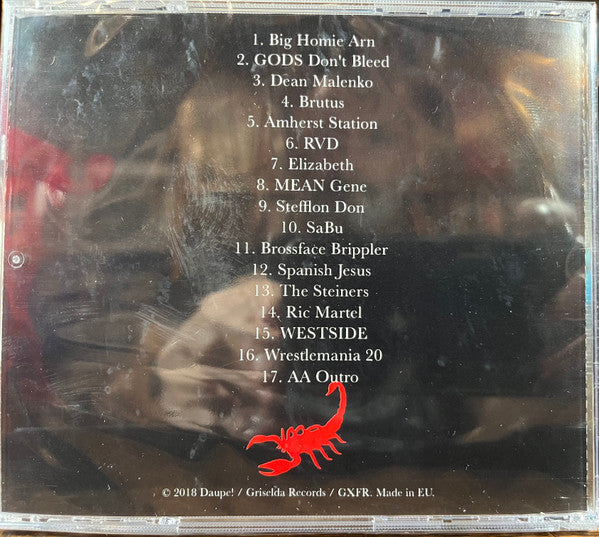 1. Big Homie Arn
2. GODS Don't Bleed
3. Dean Malenko
4. Brutus
5. Amherst Station
6. RVD
7. Elizabeth
8. MEAN Gene
9. Stefflon Don
10. SaBu
11. Brossface Brippler
12. Spanish Jesus
13. The Steiners
14. Ric Martel
15. WESTSIDE
16. Wrestlemania 20
17. AA Outro
© 2018 Daupe! / Griselda Records / GXFR. Made in EU.